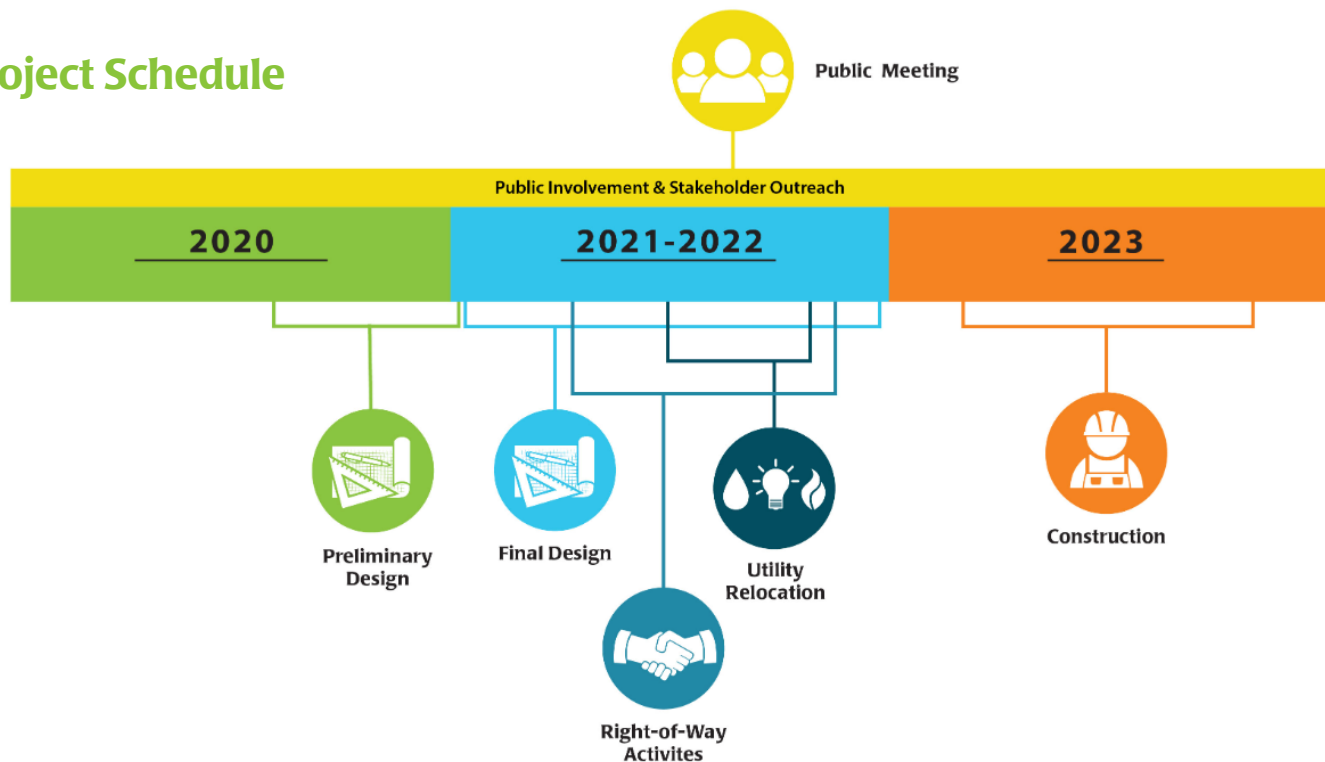 oject Schedule
Public Meeting
Public Involvement & Stakeholder Outreach
2020
2021-2022
2023
Preliminary
Design
Final Design
Utility
Relocation
Construction
Right-of-Way
Activites